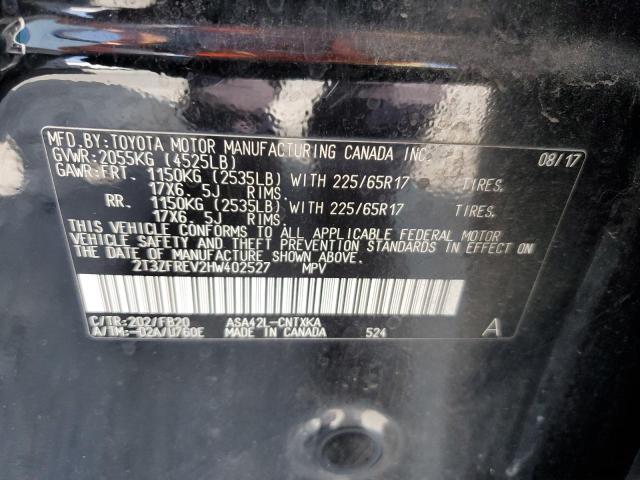 MFD.BY:TOYOTA MOTOR MANUFACTURING CANADA INC. 08/17
GVWR:2055KG (4525LB)
GAWR:FRT. 1150KG (2535LB) WITH 225/65R17 TIRES.
17X6.5J RIMS.
RR. 1150KG (2535LB) WITH 225/65R17 TIRES.
17X6.5J RIMS.
THIS VEHICLE CONFORMS TO ALL APPLICABLE FEDERAL MOTOR
VEHICLE SAFETY AND THEFT PREVENTION STANDARDS IN EFFECT ON
THE DATE OF MANUFACTURE SHOWN ABOVE.
2T3ZFREV2HW402527 MPV
C/TR:202/FB20 ASA42L-CNTXKA A
A/TM:-02A/U760E MADE IN CANADA 524